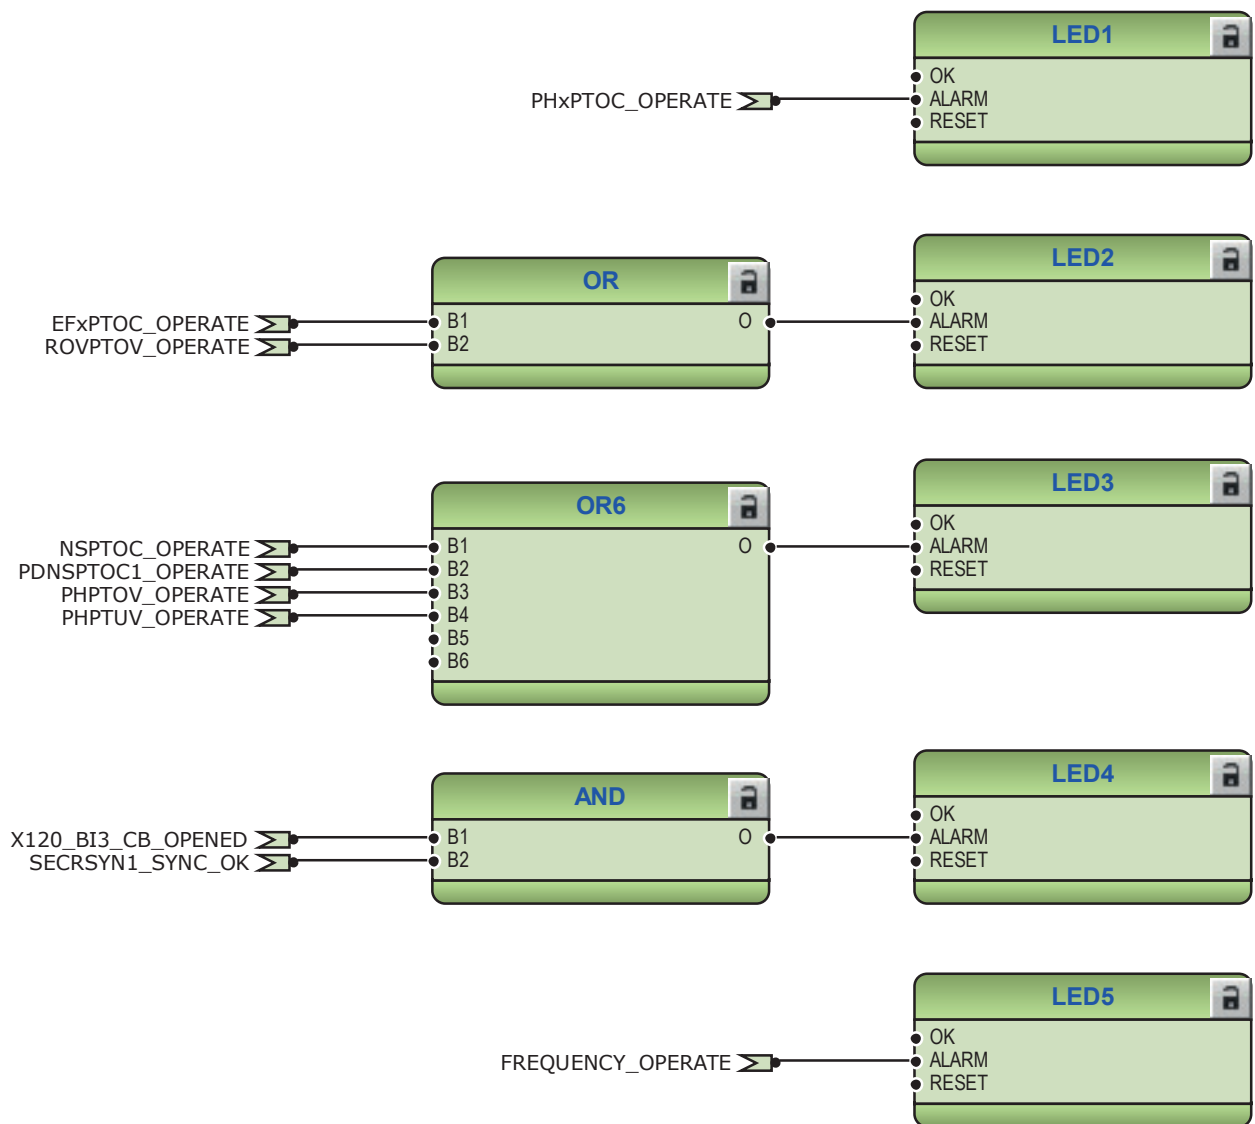 LED1
OK
PHxPTOC_OPERATE ALARM
RESET
LED2
OR
OK
EFxPTOC_OPERATE B1 O ALARM
ROVPTOV_OPERATE B2 RESET
LED3
OR6
OK
NSPTOC_OPERATE B1 O ALARM
PDNSPTOC1_OPERATE B2 RESET
PHPTOV_OPERATE B3
PHPTUV_OPERATE B4
B5
B6
LED4
AND
OK
X120_BI3_CB_OPENED B1 O ALARM
SECRSYN1_SYNC_OK B2 RESET
LED5
OK
FREQUENCY_OPERATE ALARM
RESET